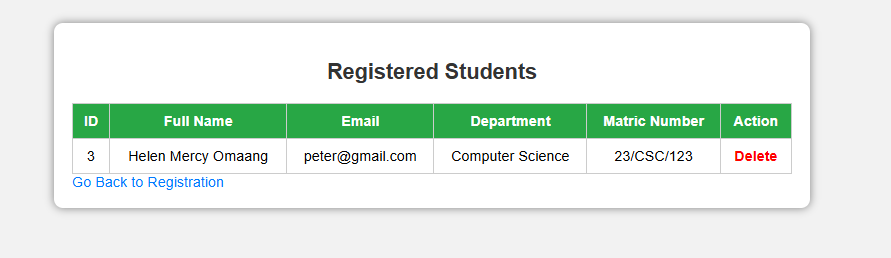 Registered Students
ID Full Name Email Department Matric Number Action
3 Helen Mercy Omaang peter@gmail.com Computer Science 23/CSC/123 Delete
Go Back to Registration